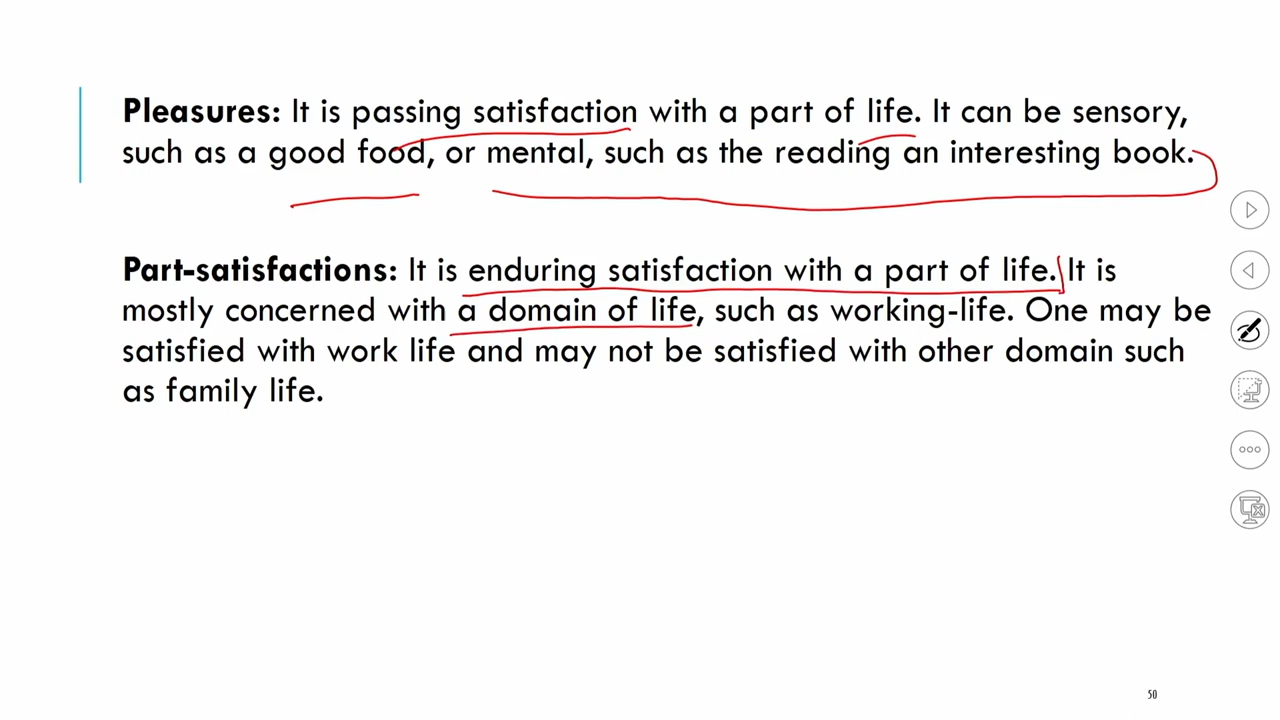 Pleasures: It is passing satisfaction with a part of life. It can be sensory,
such as a good food, or mental, such as the reading an interesting book.
Part-satisfactions: It is enduring satisfaction with a part of life. It is
mostly concerned with a domain of life, such as working-life. One may be
satisfied with work life and may not be satisfied with other domain such
as family life.
50